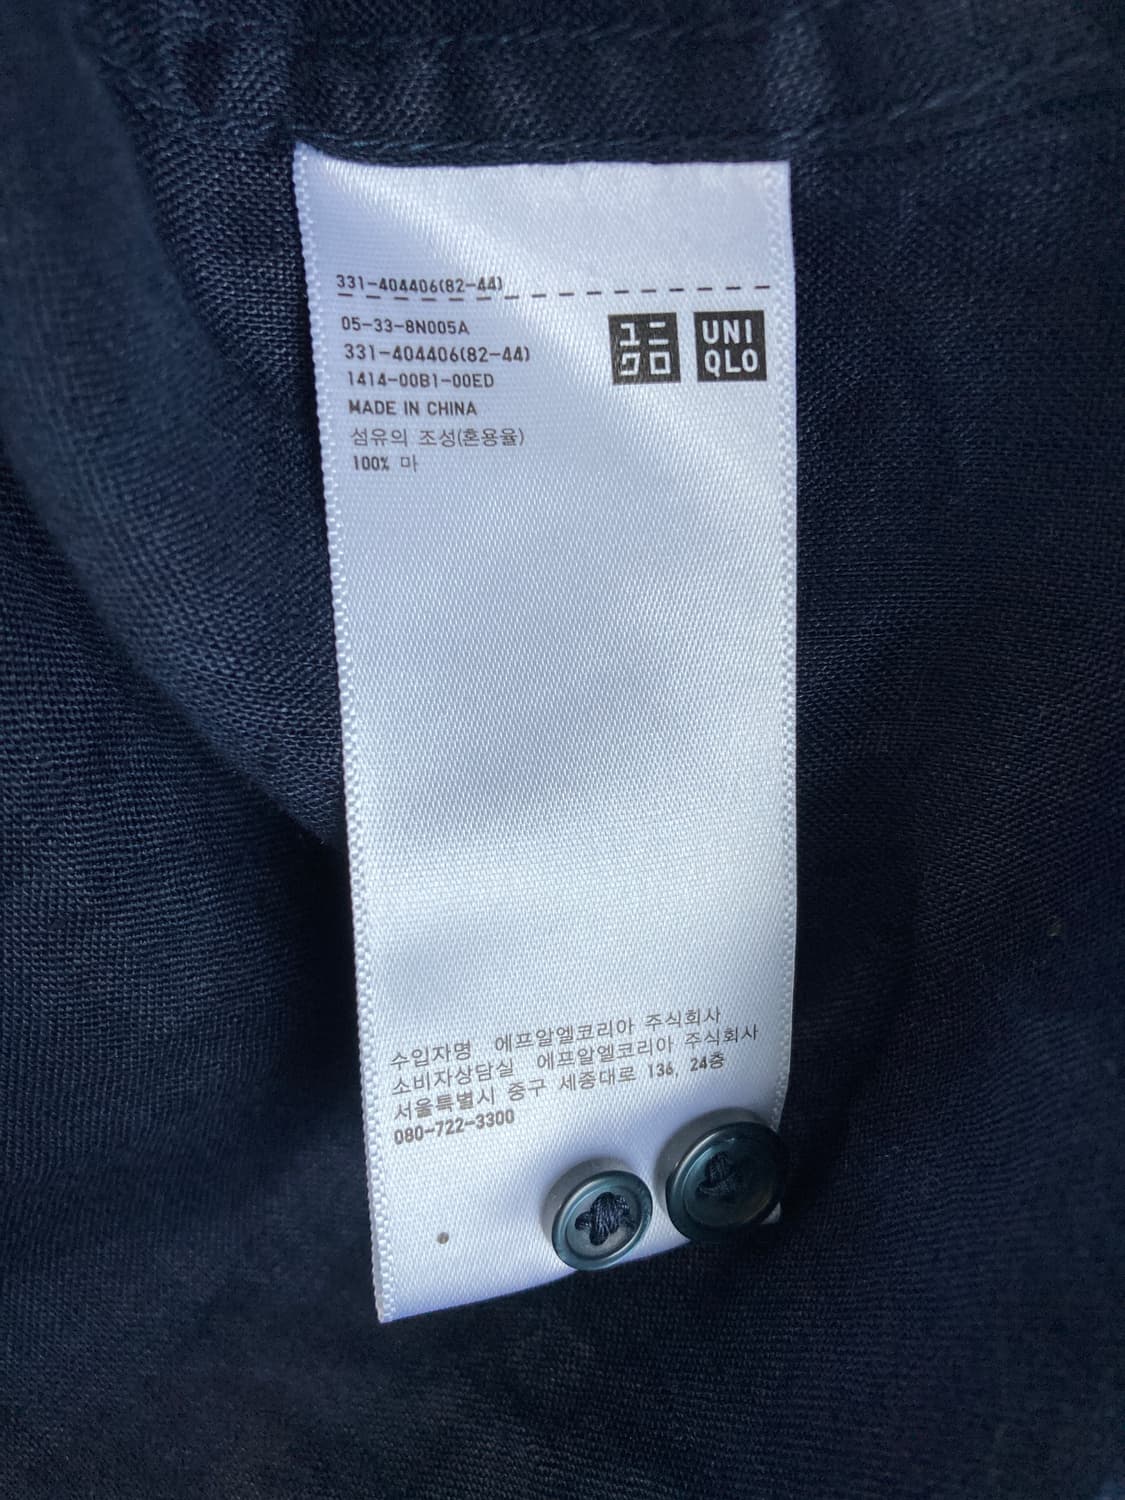 331-404406(82-44)
05-33-8N005A
331-404406(82-44)
1414-00B1-00ED
MADE IN CHINA
섬유의 조성(혼용율)
100% 마
ユニ
クロ
UNI
QLO
수입자명 에프알엘코리아 주식회사
소비자상담실 에프알엘코리아 주식회사
서울특별시 중구 세종대로 136, 24층
080-722-3300